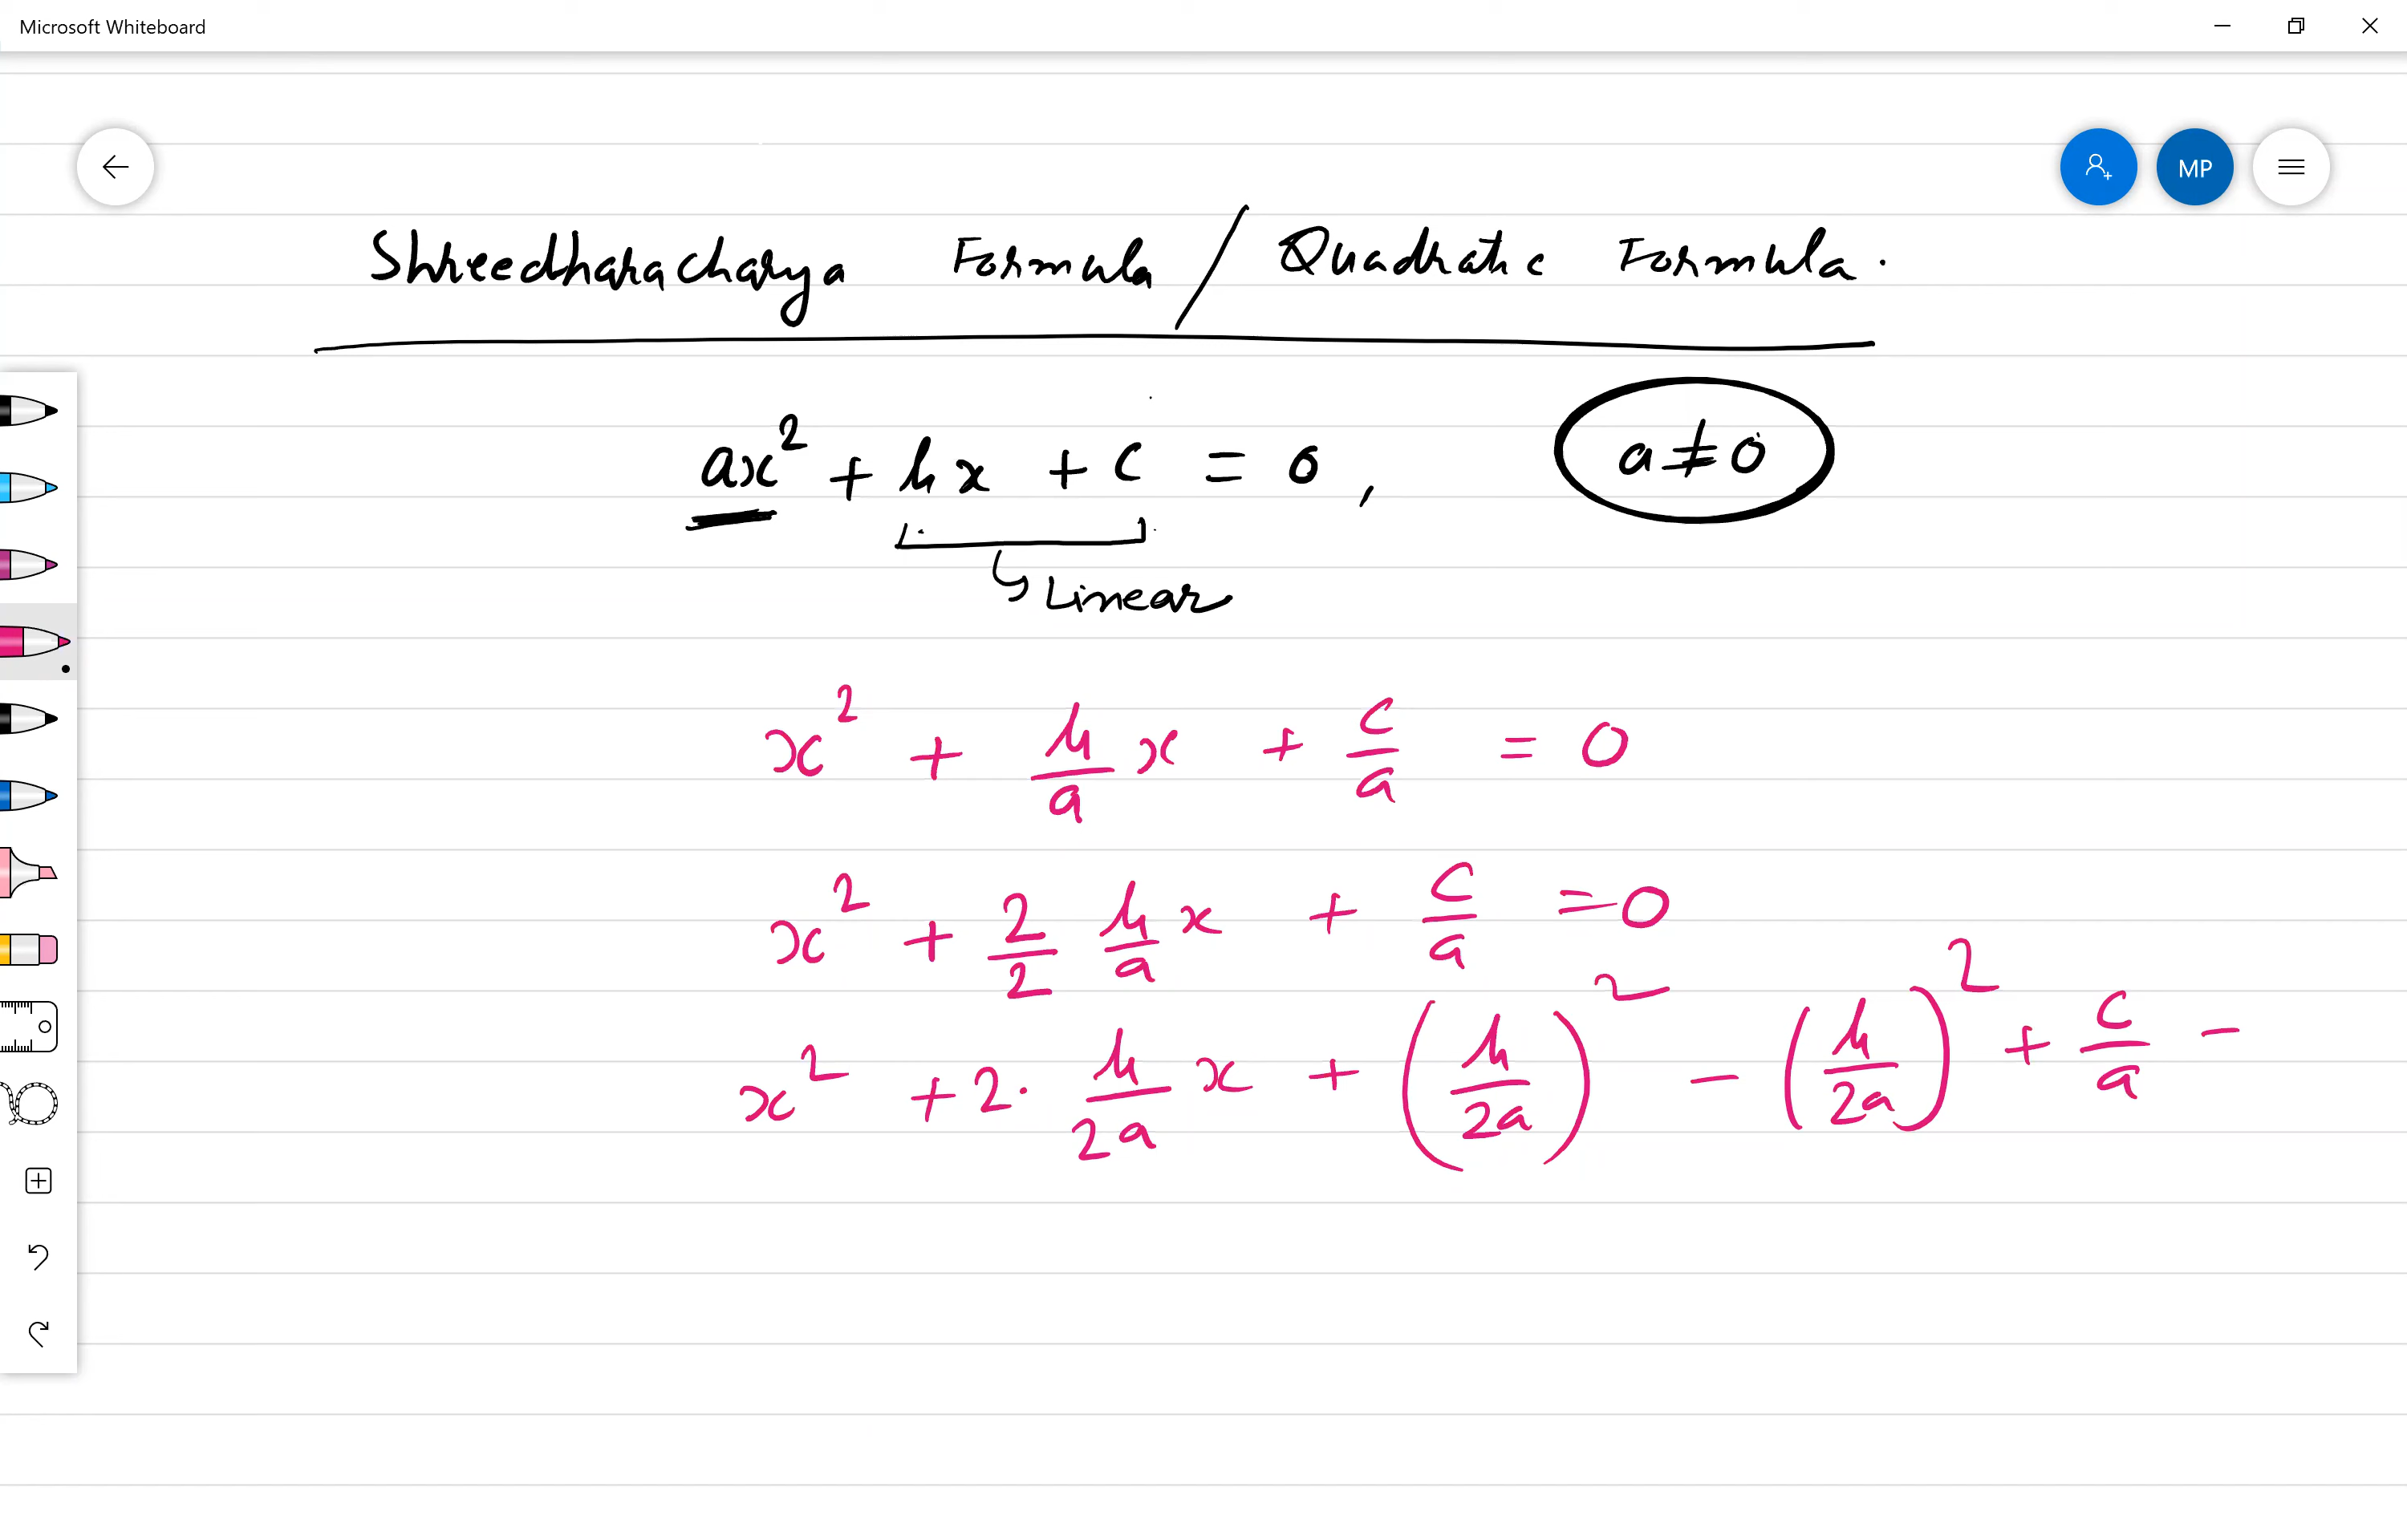 Microsoft Whiteboard
MP
Shreedharacharya Formula / Quadratic Formula.
ax² + bx + c = 0, a ≠ 0
Linear
x² + b/a x + c/a = 0
x² + 2/2 b/a x + c/a = 0
x² + 2. b/2a x + (b/2a)² - (b/2a)² + c/a -